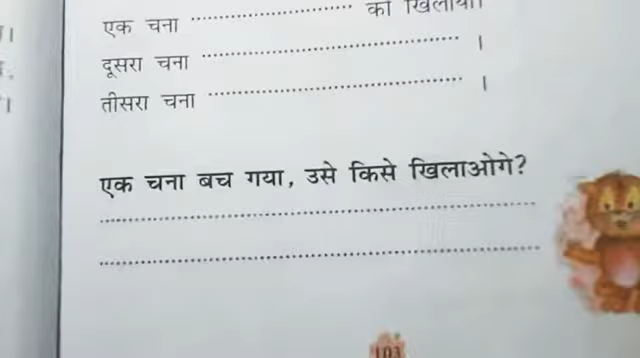 एक चना ........................... को खिलाया।
दूसरा चना ........................................... ।
तीसरा चना ........................................... ।
एक चना बच गया, उसे किसे खिलाओगे?
103